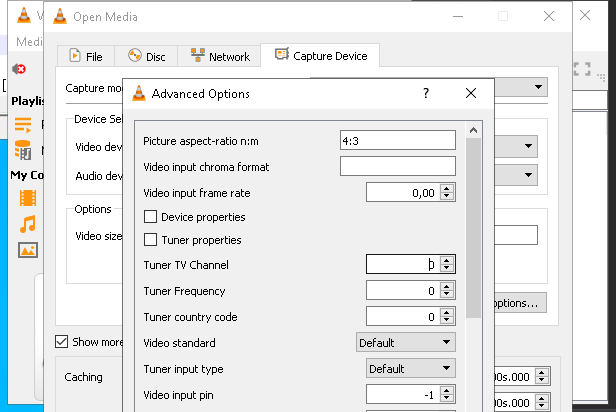 V
Open Media
Medi
File
Disc
Network
Capture Device
Capture mo
Advanced Options
Playlis
Device Sel
Picture aspect-ratio n:m
4:3
Video dev
Video input chroma format
Audio dev
Video input frame rate
0,00
My Co
Device properties
Options
Tuner properties
Video size
Tuner TV Channel
0
Tuner Frequency
0
ptions...
Tuner country code
0
Show more
Video standard
Default
Tuner input type
Default
Caching
00s.000
Video input pin
-1
00s.000